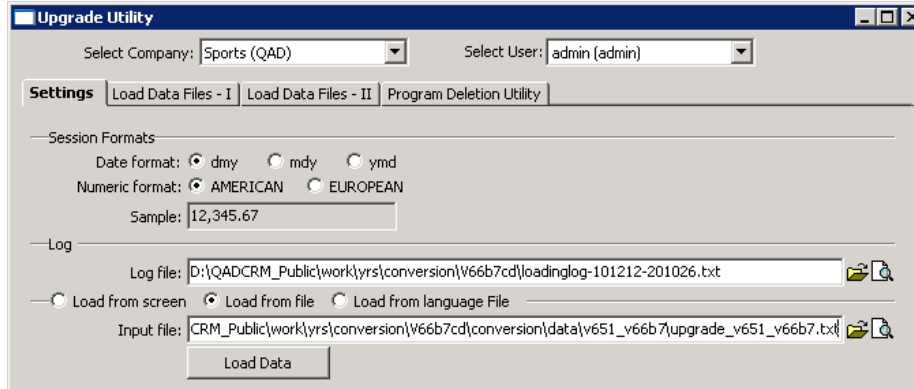 Upgrade Utility
Select Company: Sports (QAD) Select User: admin (admin)
Settings Load Data Files - I Load Data Files - II Program Deletion Utility
Session Formats
Date format: dmy mdy ymd
Numeric format: AMERICAN EUROPEAN
Sample: 12,345.67
Log
Log file: D:\QADCRM_Public\work\yrs\conversion\V66b7cd\loadinglog-101212-201026.txt
Load from screen Load from file Load from language File
Input file: CRM_Public\work\yrs\conversion\V66b7cd\conversion\data\v651_v66b7\upgrade_v651_v66b7.txt
Load Data